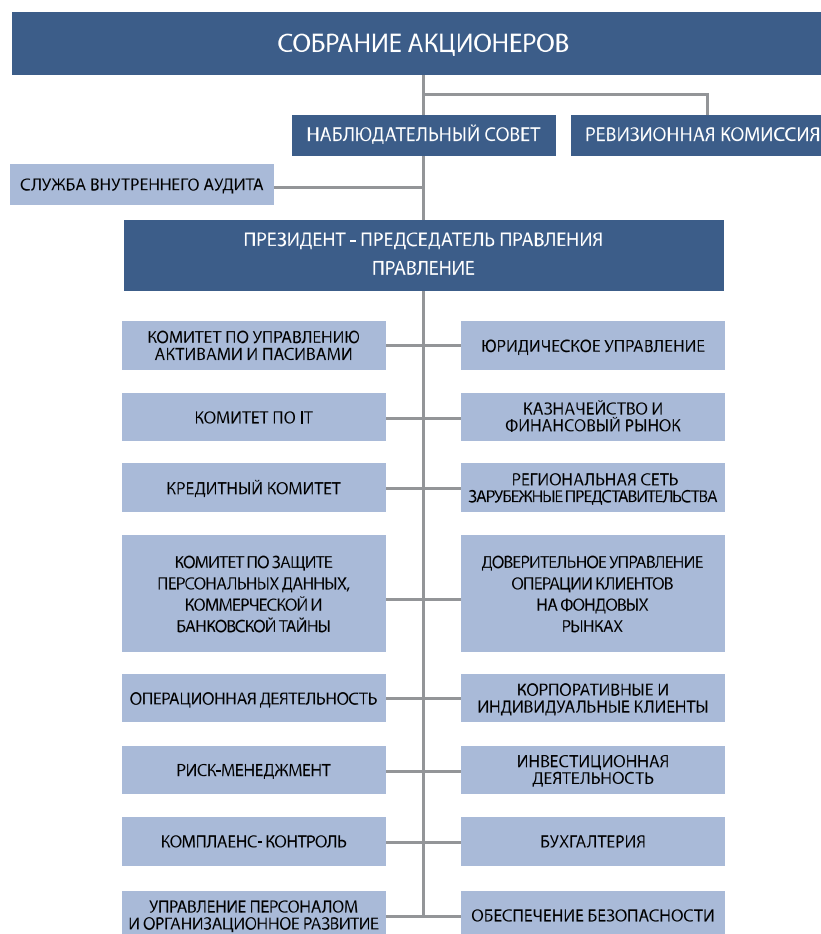 СОБРАНИЕ АКЦИОНЕРОВ
НАБЛЮДАТЕЛЬНЫЙ СОВЕТ
РЕВИЗИОННАЯ КОМИССИЯ
СЛУЖБА ВНУТРЕННЕГО АУДИТА
ПРЕЗИДЕНТ - ПРЕДСЕДАТЕЛЬ ПРАВЛЕНИЯ
ПРАВЛЕНИЕ
КОМИТЕТ ПО УПРАВЛЕНИЮ
АКТИВАМИ И ПАСИВАМИ
ЮРИДИЧЕСКОЕ УПРАВЛЕНИЕ
КОМИТЕТ ПО IT
КАЗНАЧЕЙСТВО И
ФИНАНСОВЫЙ РЫНОК
КРЕДИТНЫЙ КОМИТЕТ
РЕГИОНАЛЬНАЯ СЕТЬ
ЗАРУБЕЖНЫЕ ПРЕДСТАВИТЕЛЬСТВА
КОМИТЕТ ПО ЗАЩИТЕ
ПЕРСОНАЛЬНЫХ ДАННЫХ,
КОММЕРЧЕСКОЙ И
БАНКОВСКОЙ ТАЙНЫ
ДОВЕРИТЕЛЬНОЕ УПРАВЛЕНИЕ
ОПЕРАЦИИ КЛИЕНТОВ
НА ФОНДОВЫХ
РЫНКАХ
ОПЕРАЦИОННАЯ ДЕЯТЕЛЬНОСТЬ
КОРПОРАТИВНЫЕ И
ИНДИВИДУАЛЬНЫЕ КЛИЕНТЫ
РИСК-МЕНЕДЖМЕНТ
ИНВЕСТИЦИОННАЯ
ДЕЯТЕЛЬНОСТЬ
КОМПЛАЕНС- КОНТРОЛЬ
БУХГАЛТЕРИЯ
УПРАВЛЕНИЕ ПЕРСОНАЛОМ
И ОРГАНИЗАЦИОННОЕ РАЗВИТИЕ
ОБЕСПЕЧЕНИЕ БЕЗОПАСНОСТИ